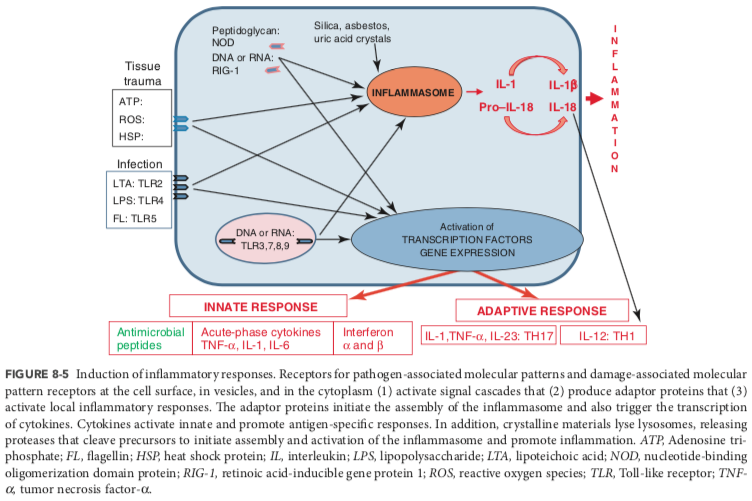 Peptidoglycan:
NOD
DNA or RNA:
RIG-1
Silica, asbestos,
uric acid crystals
Tissue
trauma
ATP:
ROS:
HSP:
INFLAMMASOME
IL-1
IL-1β
Pro–IL-18
IL-18
INFLAMMATION
Infection
LTA: TLR2
LPS: TLR4
FL: TLR5
DNA or RNA:
TLR3,7,8,9
Activation of
TRANSCRIPTION FACTORS
GENE EXPRESSION
INNATE RESPONSE
ADAPTIVE RESPONSE
Antimicrobial
peptides
Acute-phase cytokines
TNF-α, IL-1, IL-6
Interferon
α and β
IL-1,TNF-α, IL-23: TH17
IL-12: TH1
FIGURE 8-5 Induction of inflammatory responses. Receptors for pathogen-associated molecular patterns and damage-associated molecular
pattern receptors at the cell surface, in vesicles, and in the cytoplasm (1) activate signal cascades that (2) produce adaptor proteins that (3)
activate local inflammatory responses. The adaptor proteins initiate the assembly of the inflammasome and also trigger the transcription
of cytokines. Cytokines activate innate and promote antigen-specific responses. In addition, crystalline materials lyse lysosomes, releasing
proteases that cleave precursors to initiate assembly and activation of the inflammasome and promote inflammation. ATP, Adenosine tri-
phosphate; FL, flagellin; HSP, heat shock protein; IL, interleukin; LPS, lipopolysaccharide; LTA, lipoteichoic acid; NOD, nucleotide-binding
oligomerization domain protein; RIG-1, retinoic acid-inducible gene protein 1; ROS, reactive oxygen species; TLR, Toll-like receptor; TNF-
α, tumor necrosis factor-α.